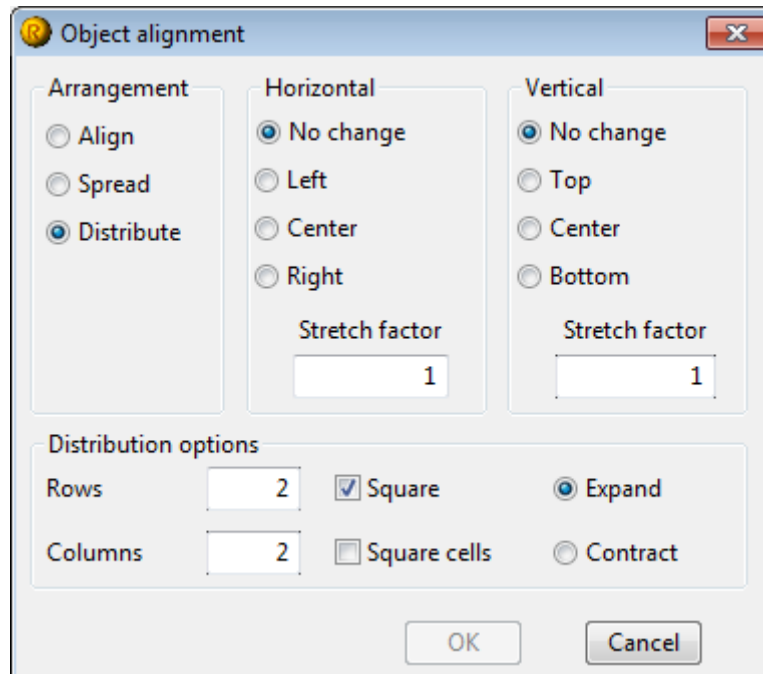 Object alignment
Arrangement
Align
Spread
Distribute
Horizontal
No change
Left
Center
Right
Stretch factor
1
Vertical
No change
Top
Center
Bottom
Stretch factor
1
Distribution options
Rows 2 Square Expand
Columns 2 Square cells Contract
OK Cancel